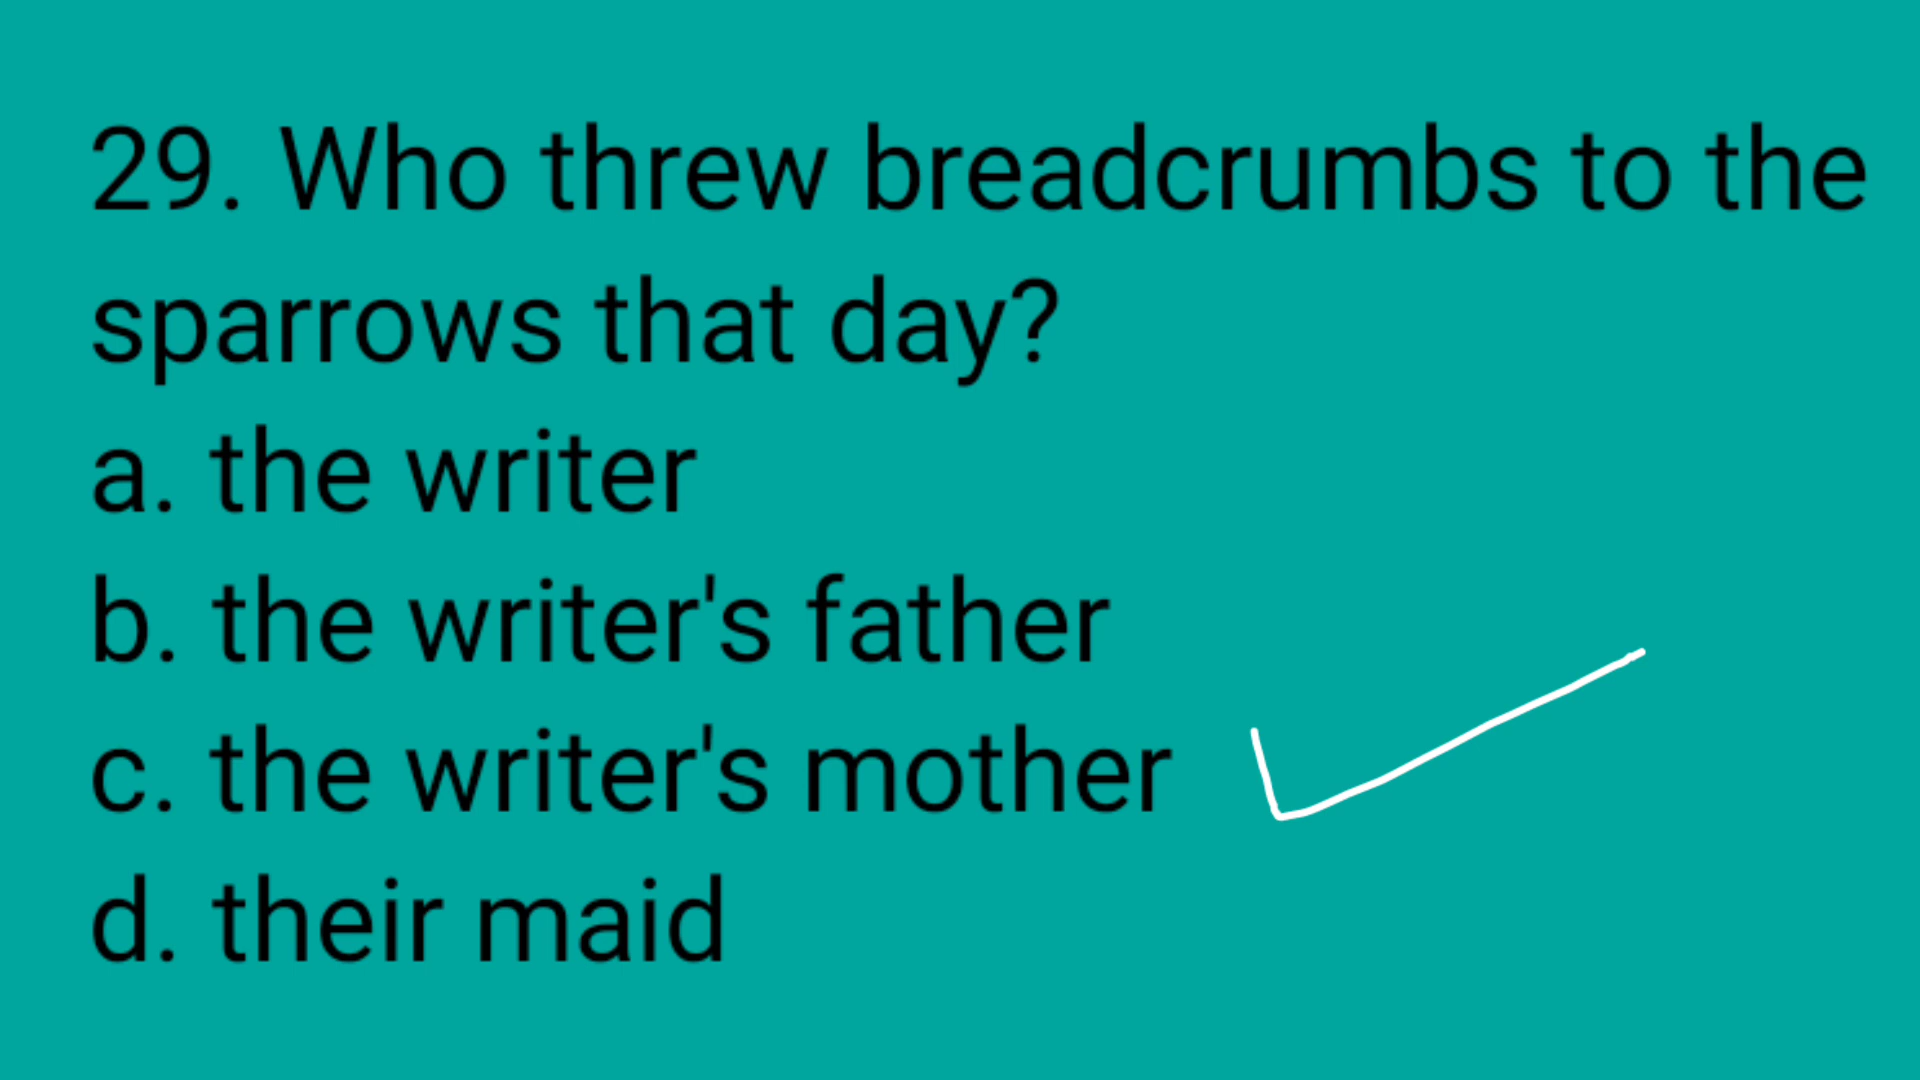 29. Who threw breadcrumbs to the
sparrows that day?
a. the writer
b. the writer's father
c. the writer's mother
d. their maid